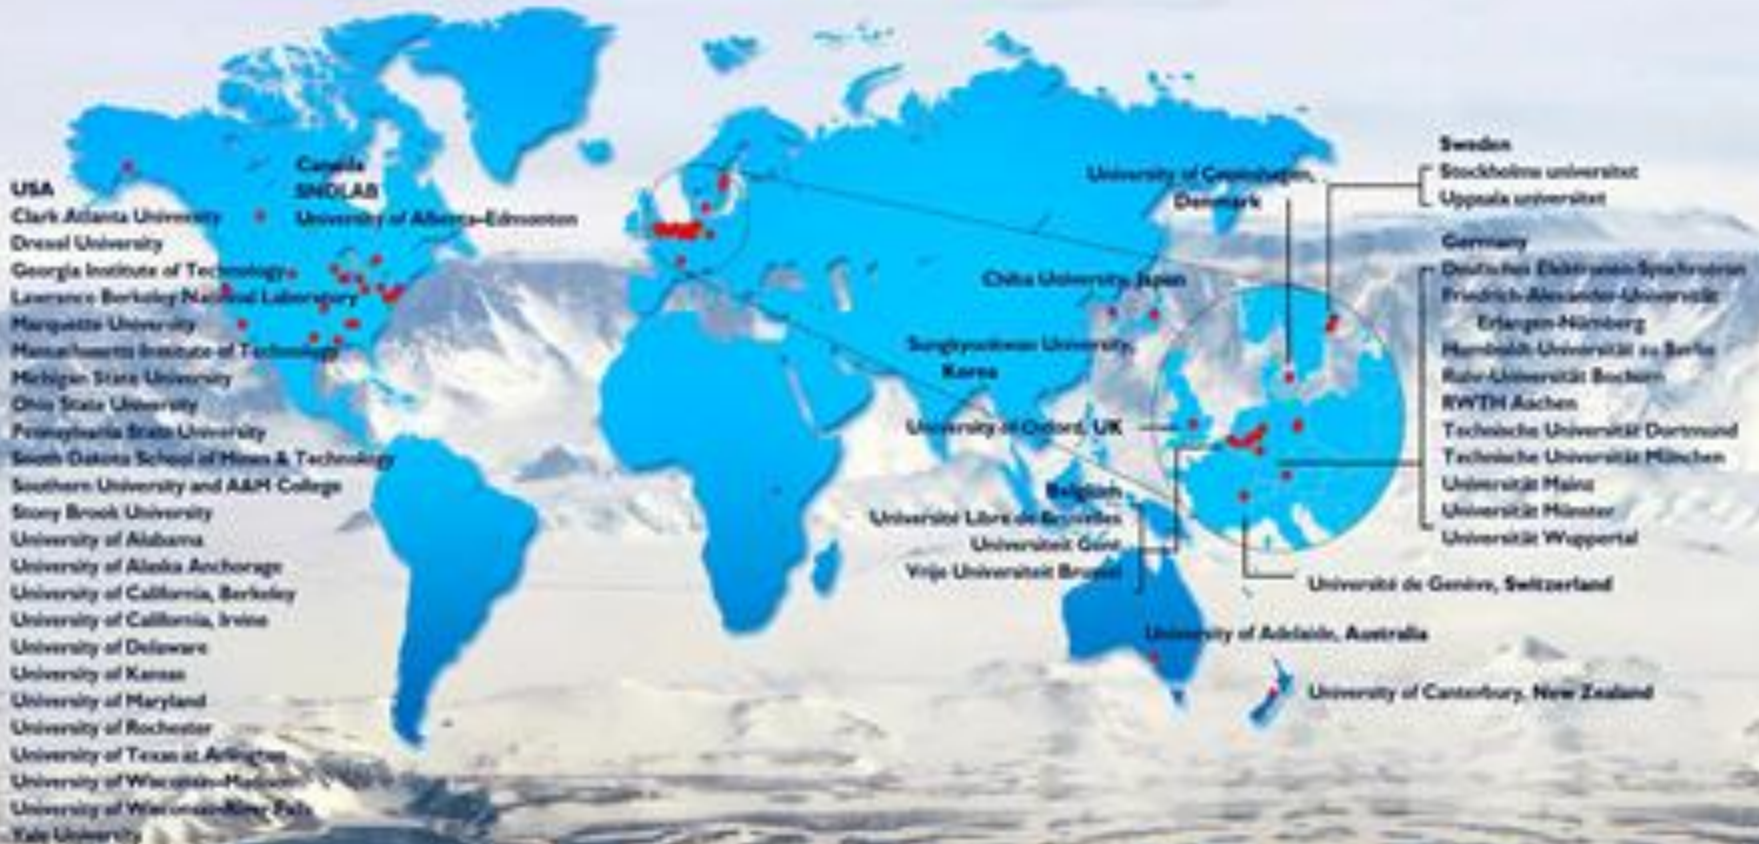 USA
Clark Atlanta University
Drexel University
Georgia Institute of Technology
Lawrence Berkeley National Laboratory
Marquette University
Massachusetts Institute of Technology
Michigan State University
Ohio State University
Pennsylvania State University
South Dakota School of Mines & Technology
Southern University and A&M College
Stony Brook University
University of Alabama
University of Alaska Anchorage
University of California, Berkeley
University of California, Irvine
University of Delaware
University of Kansas
University of Maryland
University of Rochester
University of Texas at Arlington
University of Wisconsin-Madison
University of Wisconsin-River Falls
Yale University
Canada
SNOLAB
University of Alberta–Edmonton
University of Copenhagen,
Denmark
Chiba University, Japan
Sungkyunkwan University,
Korea
University of Oxford, UK
Belgium
Université Libre de Bruxelles
Universiteit Gent
Vrije Universiteit Brussel
Sweden
Stockholms universitet
Uppsala universitet
Germany
Deutsches Elektronen-Synchrotron
Friedrich-Alexander-Universität
Erlangen-Nürnberg
Humboldt-Universität zu Berlin
Ruhr-Universität Bochum
RWTH Aachen
Technische Universität Dortmund
Technische Universität München
Universität Mainz
Universität Münster
Universität Wuppertal
Université de Genève, Switzerland
University of Adelaide, Australia
University of Canterbury, New Zealand